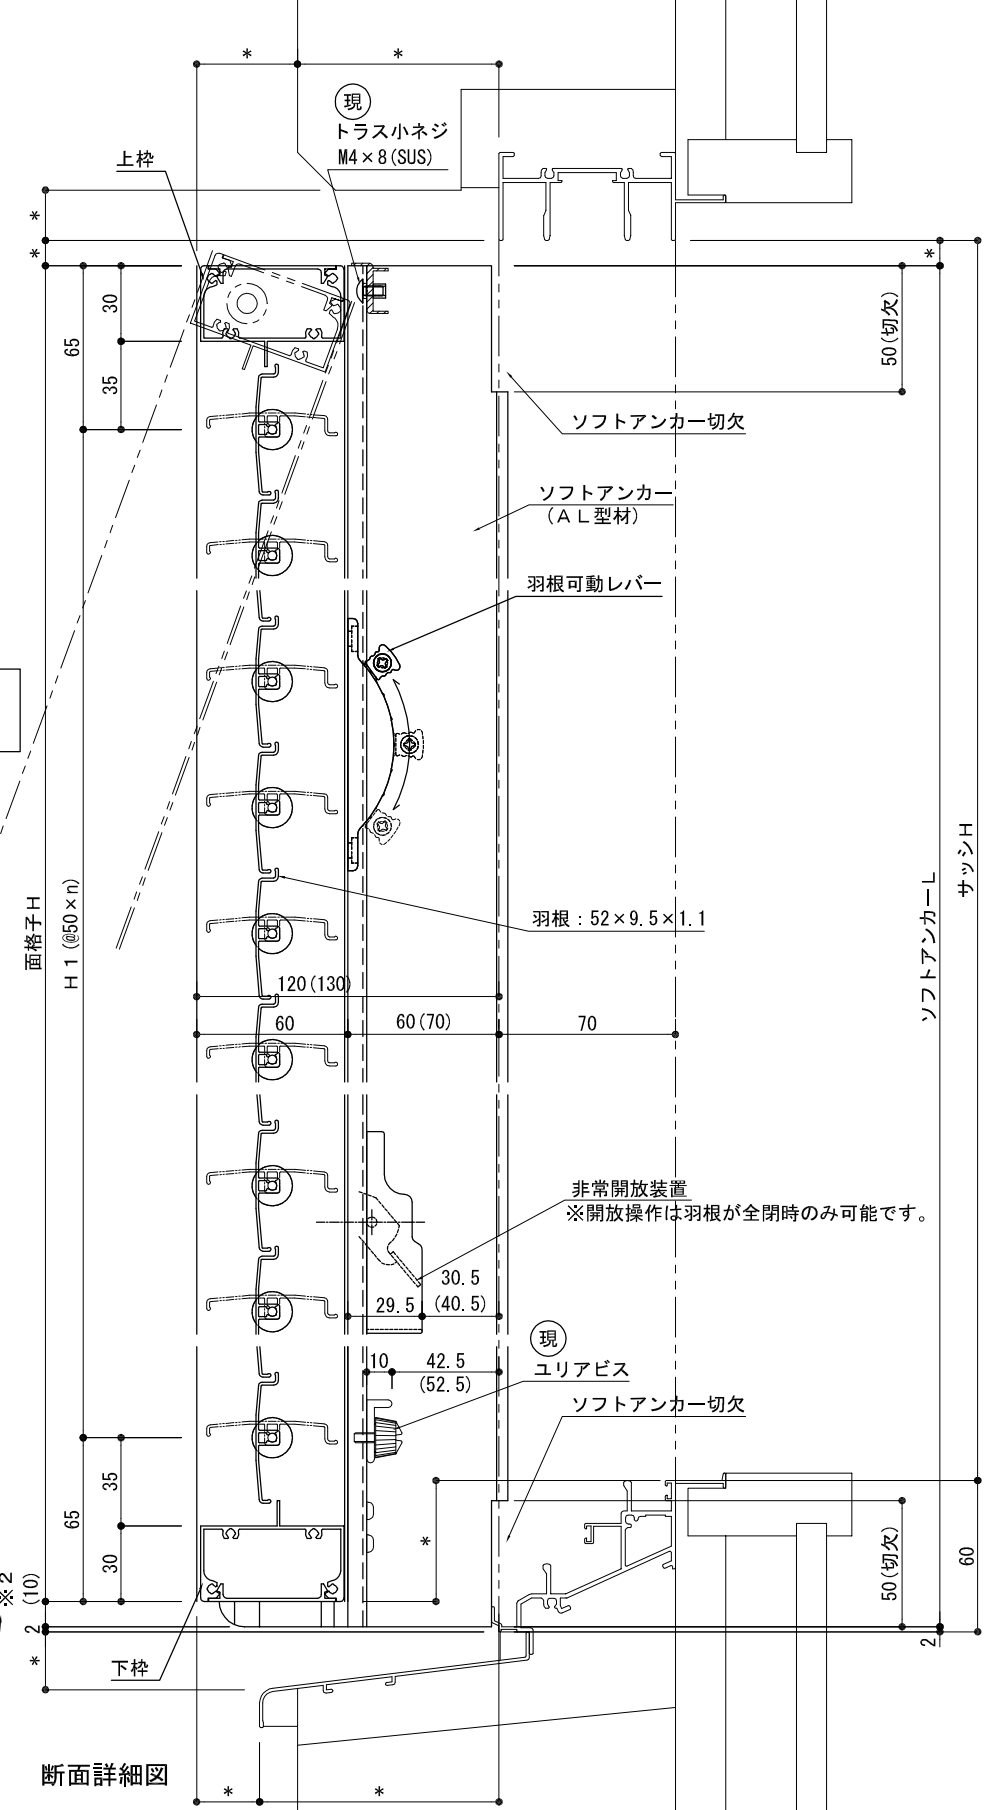 *
*
現
トラス小ネジ
M4×8(SUS)
上枠
*
*
*
30
65
35
50(切欠)
ソフトアンカー切欠
ソフトアンカー
(AL型材)
羽根可動レバー
面格子H
H1(@50×n)
羽根：52×9.5×1.1
ソフトアンカーL
サッシH
120(130)
60
60(70)
70
非常開放装置
※開放操作は羽根が全閉時のみ可能です。
30.5
29.5
(40.5)
現
10
42.5
ユリアビス
(52.5)
ソフトアンカー切欠
35
65
30
*
50(切欠)
60
※2
(10)
2
2
*
下枠
断面詳細図
*
*